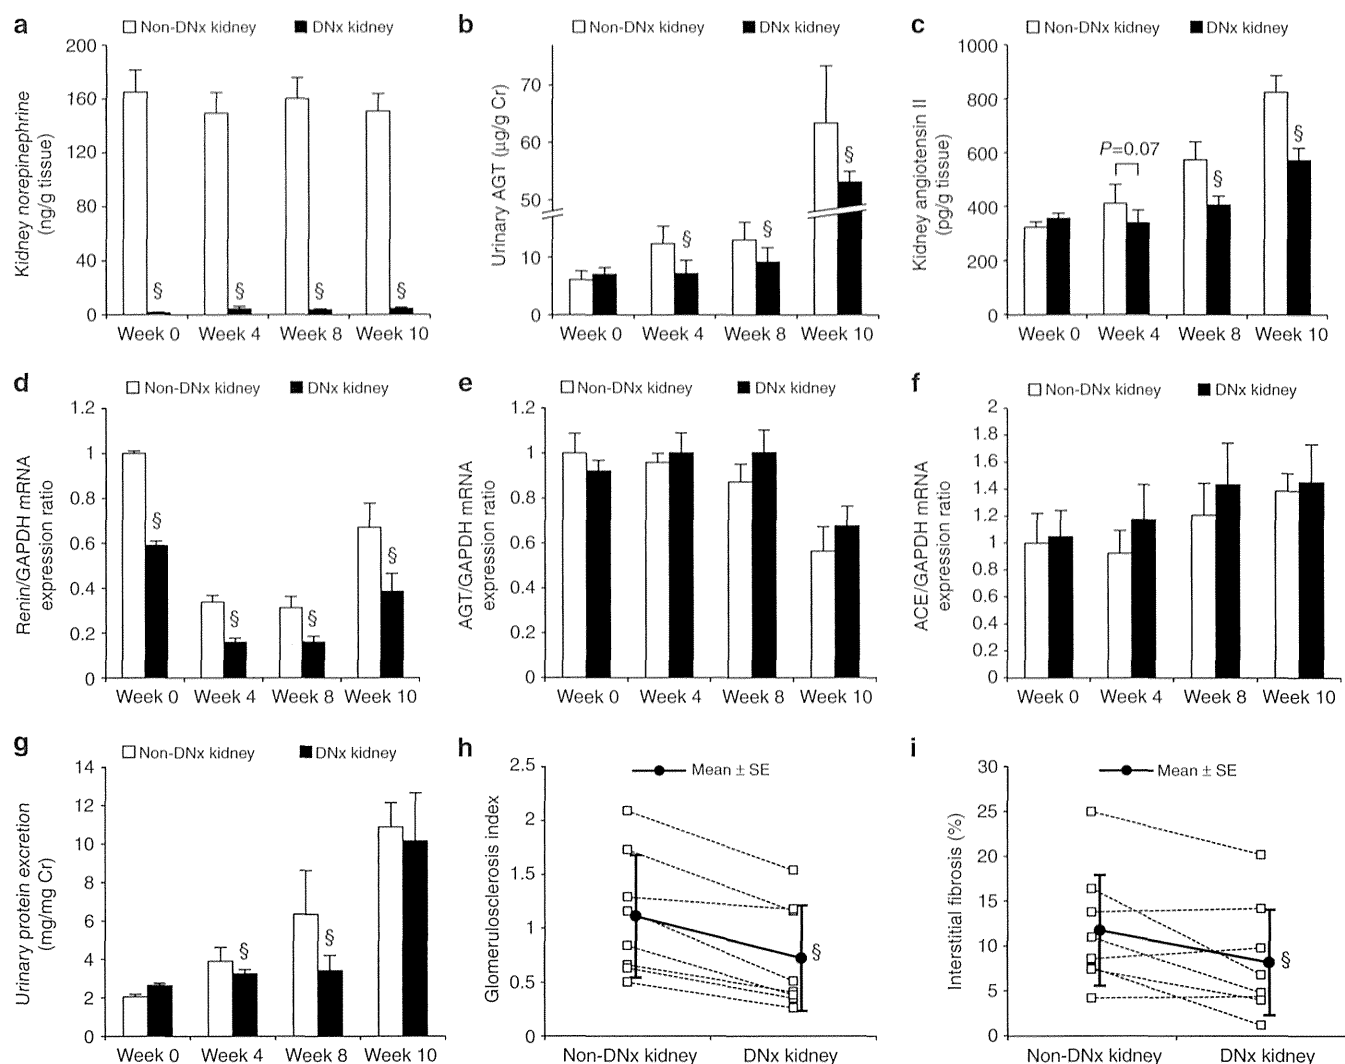 a
Non-DNx kidney
DNx kidney
Kidney norepinephrine
(ng/g tissue)
200
160
120
80
40
0
§
§
§
§
Week 0
Week 4
Week 8
Week 10
b
Non-DNx kidney
DNx kidney
Urinary AGT (μg/g Cr)
70
60
50
10
0
§
§
§
Week 0
Week 4
Week 8
Week 10
c
Non-DNx kidney
DNx kidney
Kidney angiotensin II
(pg/g tissue)
1000
800
600
400
200
0
P=0.07
§
§
Week 0
Week 4
Week 8
Week 10
d
Non-DNx kidney
DNx kidney
Renin/GAPDH mRNA
expression ratio
1.2
1
0.8
0.6
0.4
0.2
0
§
§
§
§
Week 0
Week 4
Week 8
Week 10
e
Non-DNx kidney
DNx kidney
AGT/GAPDH mRNA
expression ratio
1.2
1
0.8
0.6
0.4
0.2
0
Week 0
Week 4
Week 8
Week 10
f
Non-DNx kidney
DNx kidney
ACE/GAPDH mRNA
expression ratio
2
1.8
1.6
1.4
1.2
1
0.8
0.6
0.4
0.2
0
Week 0
Week 4
Week 8
Week 10
g
Non-DNx kidney
DNx kidney
Urinary protein excretion
(mg/mg Cr)
14
12
10
8
6
4
2
0
§
§
Week 0
Week 4
Week 8
Week 10
h
Mean ± SE
Glomerulosclerosis index
2.5
2
1.5
1
0.5
0
§
Non-DNx kidney
DNx kidney
i
Mean ± SE
Interstitial fibrosis (%)
30
25
20
15
10
5
0
§
Non-DNx kidney
DNx kidney